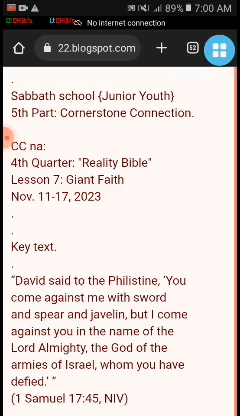 89% 7:00 AM
U:0KB/s U:0KB/s No internet connection
22.blogspot.com 52
.
Sabbath school {Junior Youth}
5th Part: Cornerstone Connection.
CC na:
4th Quarter: "Reality Bible"
Lesson 7: Giant Faith
Nov. 11-17, 2023
.
.
Key text.
.
“David said to the Philistine, ‘You
come against me with sword
and spear and javelin, but I come
against you in the name of the
Lord Almighty, the God of the
armies of Israel, whom you have
defied.’ ”
(1 Samuel 17:45, NIV)